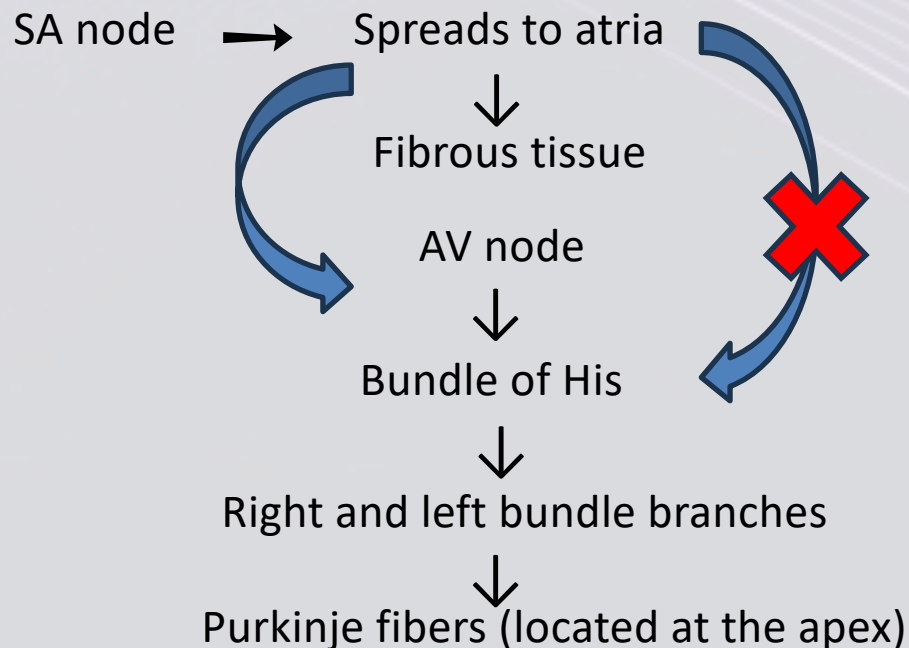 SA node → Spreads to atria
↓
Fibrous tissue
AV node
↓
Bundle of His
↓
Right and left bundle branches
↓
Purkinje fibers (located at the apex)